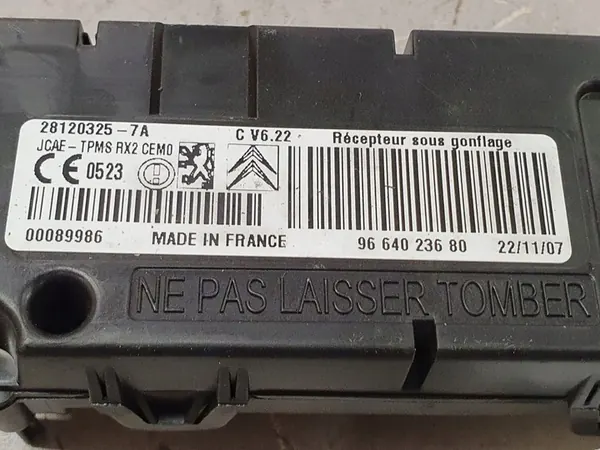 28120325-7A C V6.22 Récepteur sous gonflage
JCAE-TPMS RX2 CEM0
CE 0523
00089986 MADE IN FRANCE 96 640 236 80 22/11/07
NE PAS LAISSER TOMBER